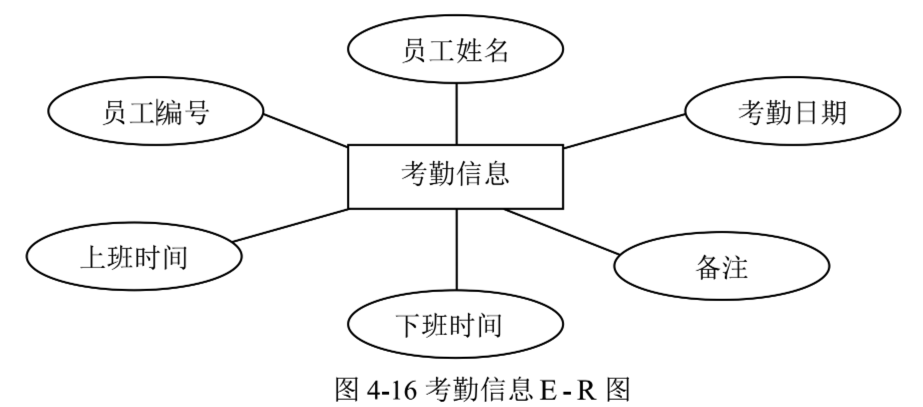 员工姓名
员工编号
考勤日期
考勤信息
上班时间
备注
下班时间
图 4-16 考勤信息 E - R 图